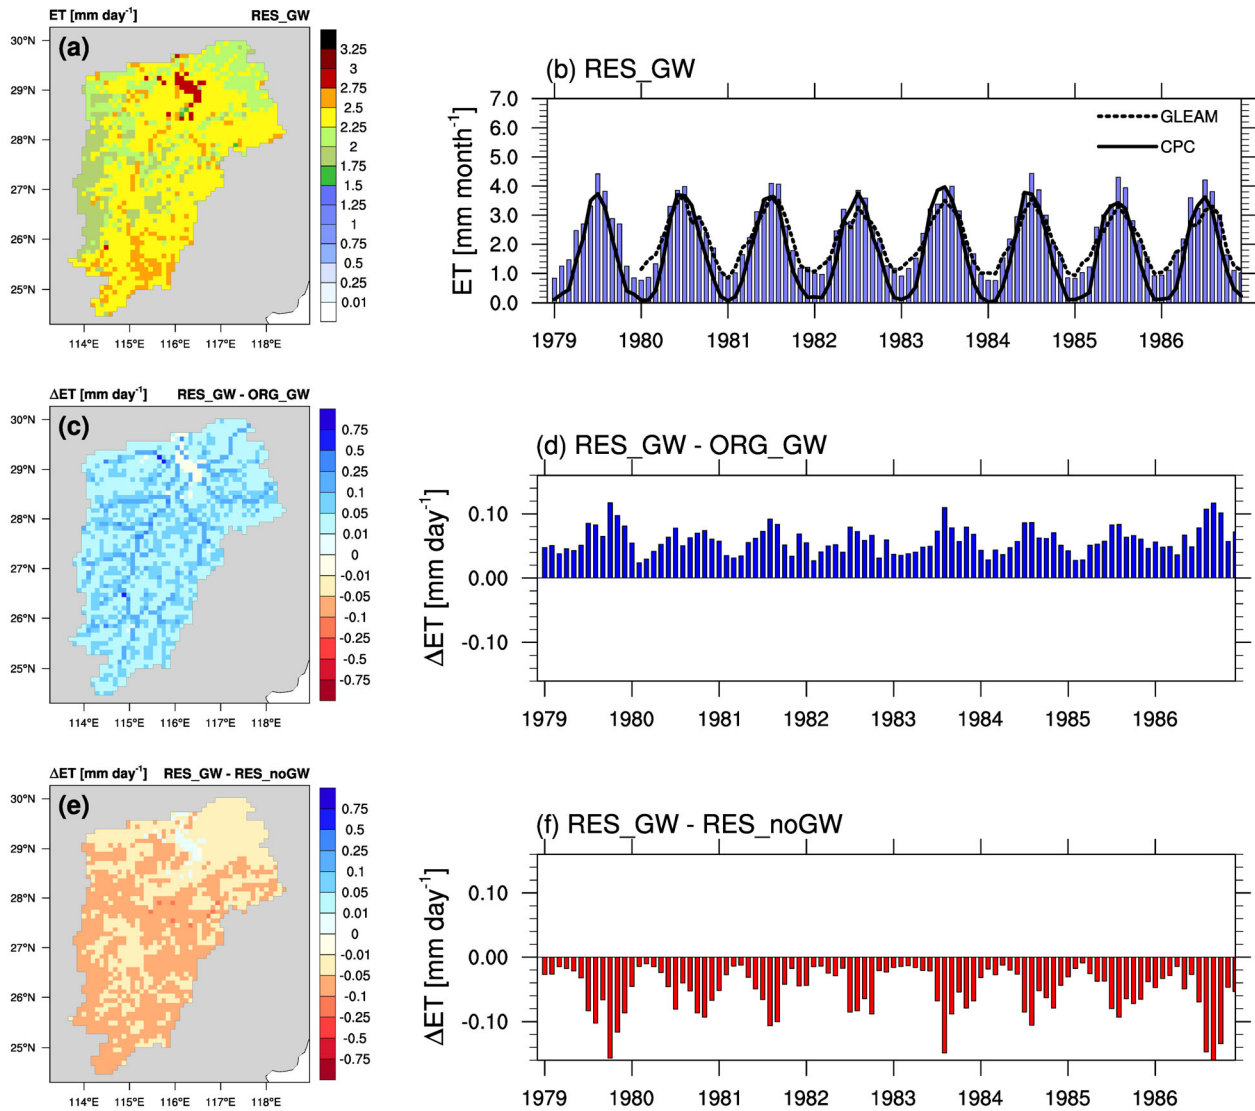 ET [mm day⁻¹] RES_GW
(a)
30°N
29°N
28°N
27°N
26°N
25°N
114°E 115°E 116°E 117°E 118°E
3.25
3
2.75
2.5
2.25
2
1.75
1.5
1.25
1
0.75
0.5
0.25
0.01
(b) RES_GW
ET [mm month⁻¹]
7.0
6.0
5.0
4.0
3.0
2.0
1.0
0.0
GLEAM
CPC
1979 1980 1981 1982 1983 1984 1985 1986
ΔET [mm day⁻¹] RES_GW - ORG_GW
(c)
30°N
29°N
28°N
27°N
26°N
25°N
114°E 115°E 116°E 117°E 118°E
0.75
0.5
0.25
0.1
0.05
0.01
0
-0.01
-0.05
-0.1
-0.25
-0.5
-0.75
(d) RES_GW - ORG_GW
ΔET [mm day⁻¹]
0.10
0.00
-0.10
1979 1980 1981 1982 1983 1984 1985 1986
ΔET [mm day⁻¹] RES_GW - RES_noGW
(e)
30°N
29°N
28°N
27°N
26°N
25°N
114°E 115°E 116°E 117°E 118°E
0.75
0.5
0.25
0.1
0.05
0.01
0
-0.01
-0.05
-0.1
-0.25
-0.5
-0.75
(f) RES_GW - RES_noGW
ΔET [mm day⁻¹]
0.10
0.00
-0.10
1979 1980 1981 1982 1983 1984 1985 1986